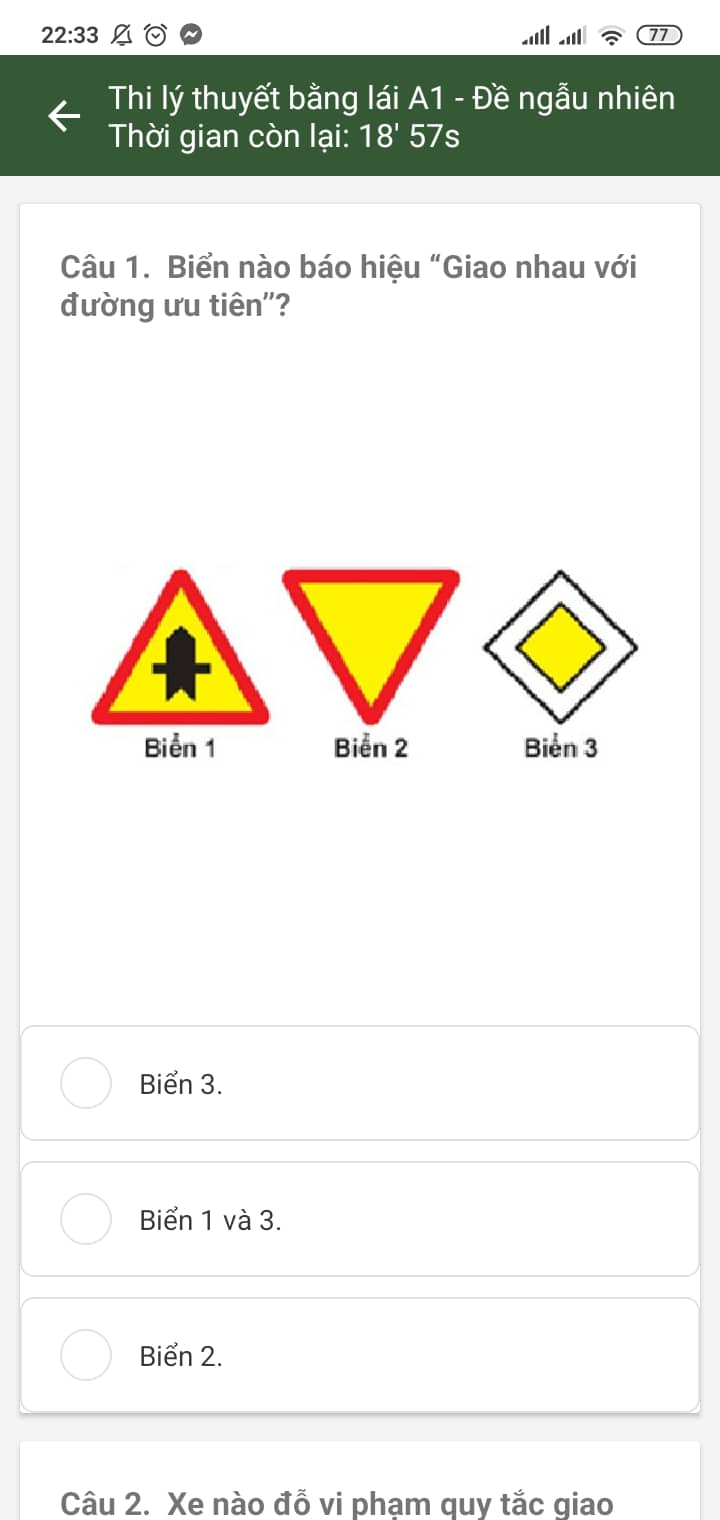 22:33
77
Thi lý thuyết bằng lái A1 - Đề ngẫu nhiên
Thời gian còn lại: 18' 57s
Câu 1.  Biển nào báo hiệu “Giao nhau với
đường ưu tiên”?
Biển 1
Biển 2
Biển 3
Biển 3.
Biển 1 và 3.
Biển 2.
Câu 2.  Xe nào đỗ vi phạm quy tắc giao